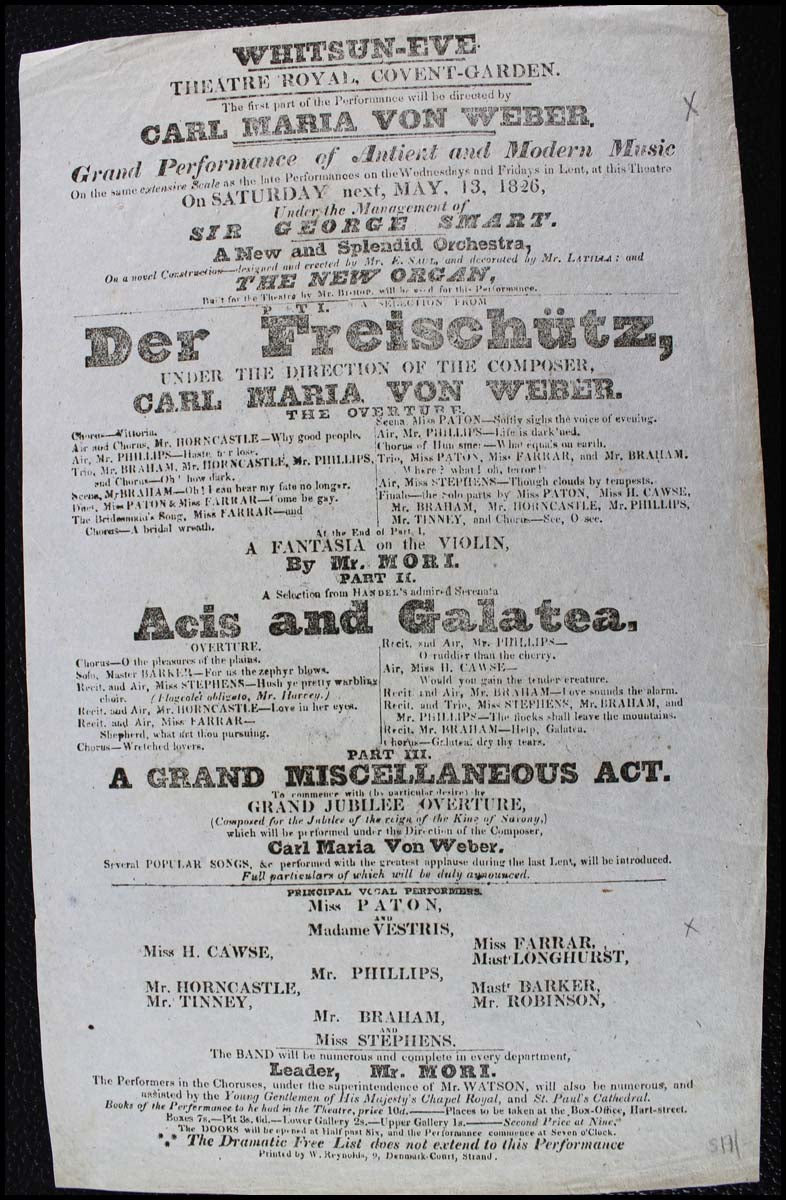 WHITSUN-EVE
THEATRE ROYAL, COVENT-GARDEN.
The first part of the Performance will be directed by
CARL MARIA VON WEBER.
Grand Performance of Antient and Modern Music
On the same extensive Scale as the late Performances on the Wednesdays and Fridays in Lent, at this Theatre
On SATURDAY next, MAY, 13, 1826,
Under the Management of
SIR GEORGE SMART.
A New and Splendid Orchestra,
On a novel Construction—designed and erected by Mr. E. SAUL, and decorated by Mr. LATILLA: and
THE NEW ORGAN,
Built for the Theatre by Mr. BISHOP, will be used for this Performance.
P T I. A SELECTION FROM
Der Freischütz,
UNDER THE DIRECTION OF THE COMPOSER,
CARL MARIA VON WEBER.
THE OVERTURE.
Chorus—Vittoria.
Air and Chorus, Mr. HORNCASTLE—Why good people.
Air, Mr. PHILLIPS—Haste, nor lose.
Trio, Mr. BRAHAM, Mr. HORNCASTLE, Mr. PHILLIPS,
and Chorus—Oh! how dark.
Scena, Mr BRAHAM—Oh! I can bear my fate no longer.
Duet, Miss PATON & Miss FARRAR—Come be gay.
The Bridesmaid's Song, Miss FARRAR—and
Chorus—A bridal wreath.
Scena, Miss PATON—Softly sighs the voice of evening.
Air, Mr. PHILLIPS—Life is dark'ned.
Chorus of Huntsmen—What equals on earth.
Trio, Miss PATON, Miss FARRAR, and Mr. BRAHAM.
Where? what! oh, terror!
Air, Miss STEPHENS—Though clouds by tempests.
Finale—the Solo parts by Miss PATON, Miss H. CAWSE,
Mr. BRAHAM, Mr. HORNCASTLE, Mr. PHILLIPS,
Mr. TINNEY, and Chorus—See, O see.
At the End of Part I,
A FANTASIA on the VIOLIN,
By Mr. MORI.
PART II.
A Selection from HANDEL's admired Serenata
Acis and Galatea.
OVERTURE.
Chorus—O the pleasures of the plains.
Solo, Master BARKER—For us the zephyr blows.
Recit. and Air, Miss STEPHENS—Hush ye pretty warbling
choir. (Flageolet obligato, Mr. Harvey.)
Recit. and Air, Mr. HORNCASTLE—Love in her eyes.
Recit. and Air, Miss FARRAR—
Shepherd, what art thou pursuing.
Chorus—Wretched lovers.
Recit. and Air, Mr. PHILLIPS—
O ruddier than the cherry.
Air, Miss H. CAWSE—
Would you gain the tender creature.
Recit. and Air, Mr. BRAHAM—Love sounds the alarm.
Recit. and Trio, Miss STEPHENS, Mr. BRAHAM, and
Mr. PHILLIPS—The flocks shall leave the mountains.
Recit. Mr. BRAHAM—Help, Galatea.
Chorus—Galatea, dry thy tears.
PART III.
A GRAND MISCELLANEOUS ACT.
To commence with (by particular desire) the
GRAND JUBILEE OVERTURE,
(Composed for the Jubilee of the reign of the King of Saxony,)
which will be performed under the Direction of the Composer,
Carl Maria Von Weber.
Several POPULAR SONGS, &c performed with the greatest applause during the last Lent, will be introduced.
Full particulars of which will be duly announced.
PRINCIPAL VOCAL PERFORMERS.
Miss PATON,
AND
Madame VESTRIS,
Miss H. CAWSE, Miss FARRAR,
Mastr LONGHURST,
Mr. PHILLIPS,
Mr. HORNCASTLE, Mastr BARKER,
Mr. TINNEY, Mr. ROBINSON,
Mr. BRAHAM,
AND
Miss STEPHENS.
The BAND will be numerous and complete in every department,
Leader, Mr. MORI.
The Performers in the Choruses, under the superintendence of Mr. WATSON, will also be numerous, and
assisted by the Young Gentlemen of His Majesty's Chapel Royal, and St. Paul's Cathedral.
Books of the Performance to be had in the Theatre, price 10d.——Places to be taken at the Box-Office, Hart-street.
Boxes 7s.—Pit 3s. 6d.—Lower Gallery 2s.—Upper Gallery 1s.——Second Price at Nine.
The DOORS will be opened at Half past Six, and the Performance commence at Seven o'Clock.
*⁎* The Dramatic Free List does not extend to this Performance
Printed by W. Reynolds, 9, Denmark-Court, Strand.